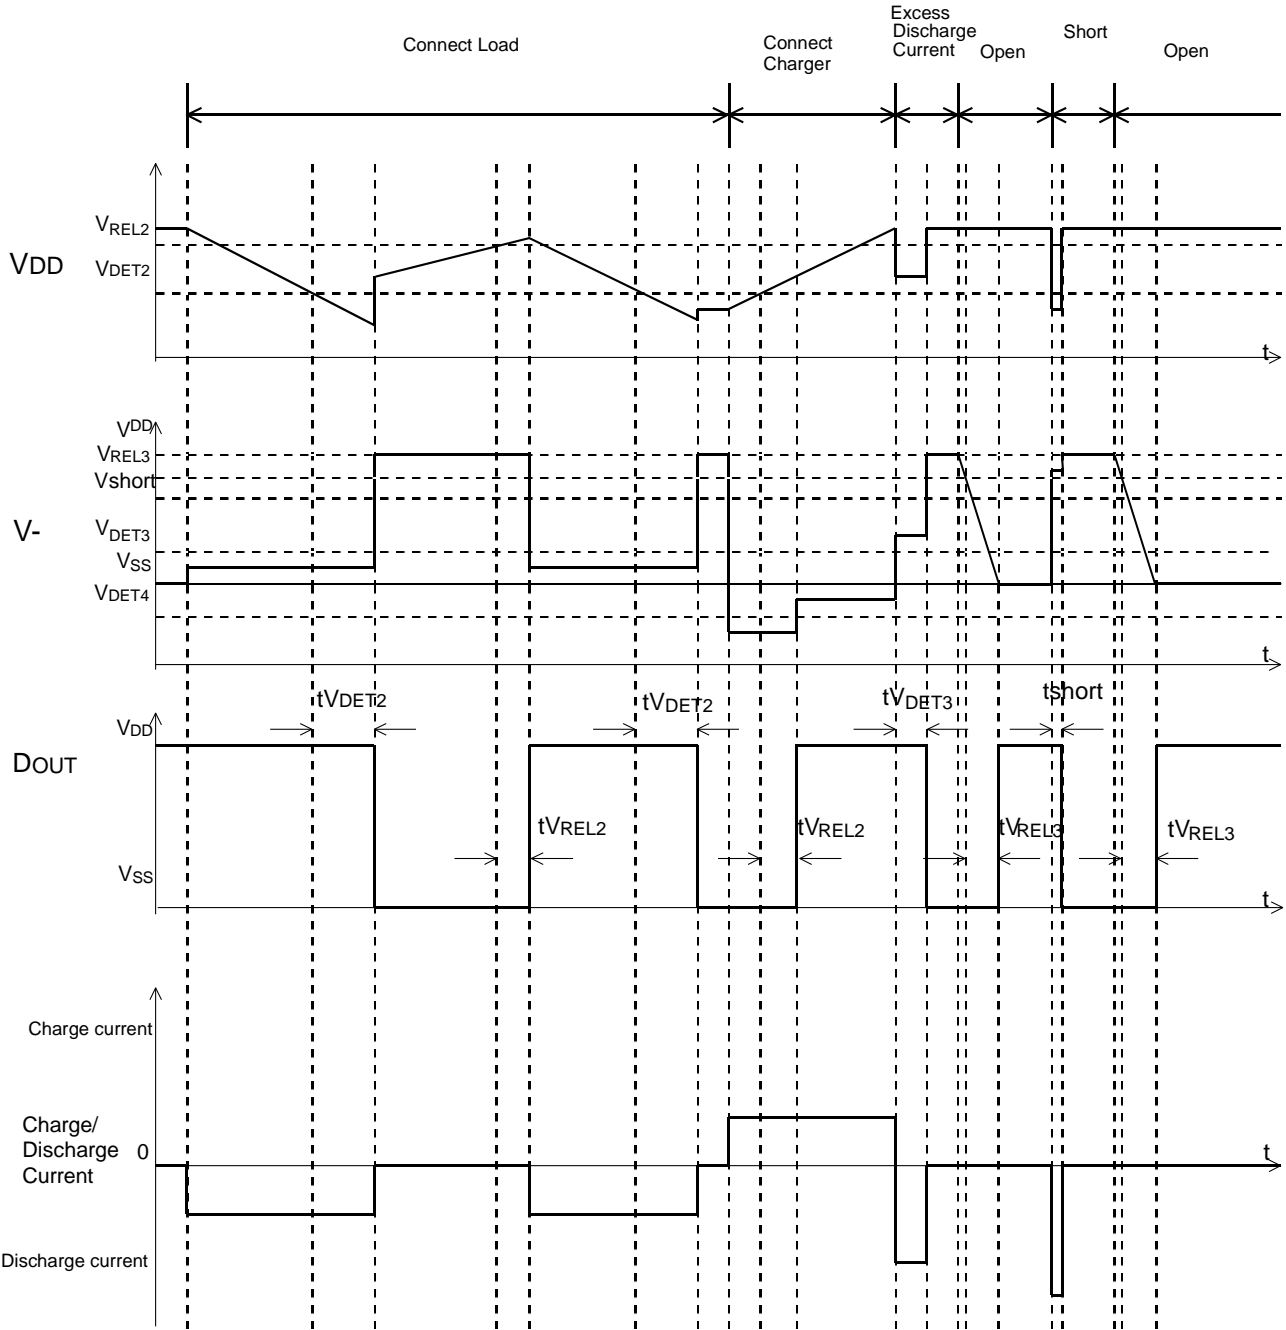 Connect Load
Connect
Charger
Excess
Discharge
Current
Open
Short
Open
VREL2
VDD
VDET2
t
VDD
VREL3
Vshort
V-
VDET3
VSS
VDET4
t
tVDET2
tVDET2
tVDET3
tshort
VDD
DOUT
tVREL2
tVREL2
tVREL3
tVREL3
VSS
t
Charge current
Charge/
Discharge 0
Current
t
Discharge current